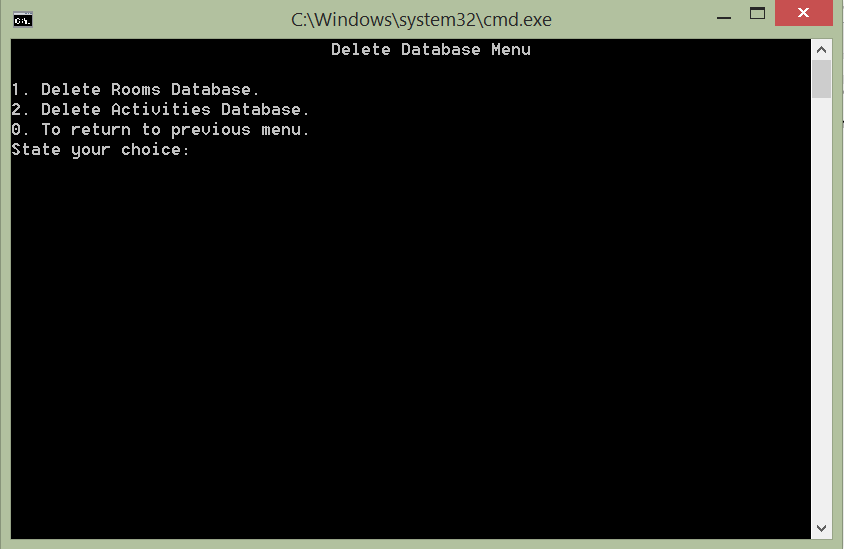 C:\Windows\system32\cmd.exe
Delete Database Menu
1. Delete Rooms Database.
2. Delete Activities Database.
0. To return to previous menu.
State your choice: